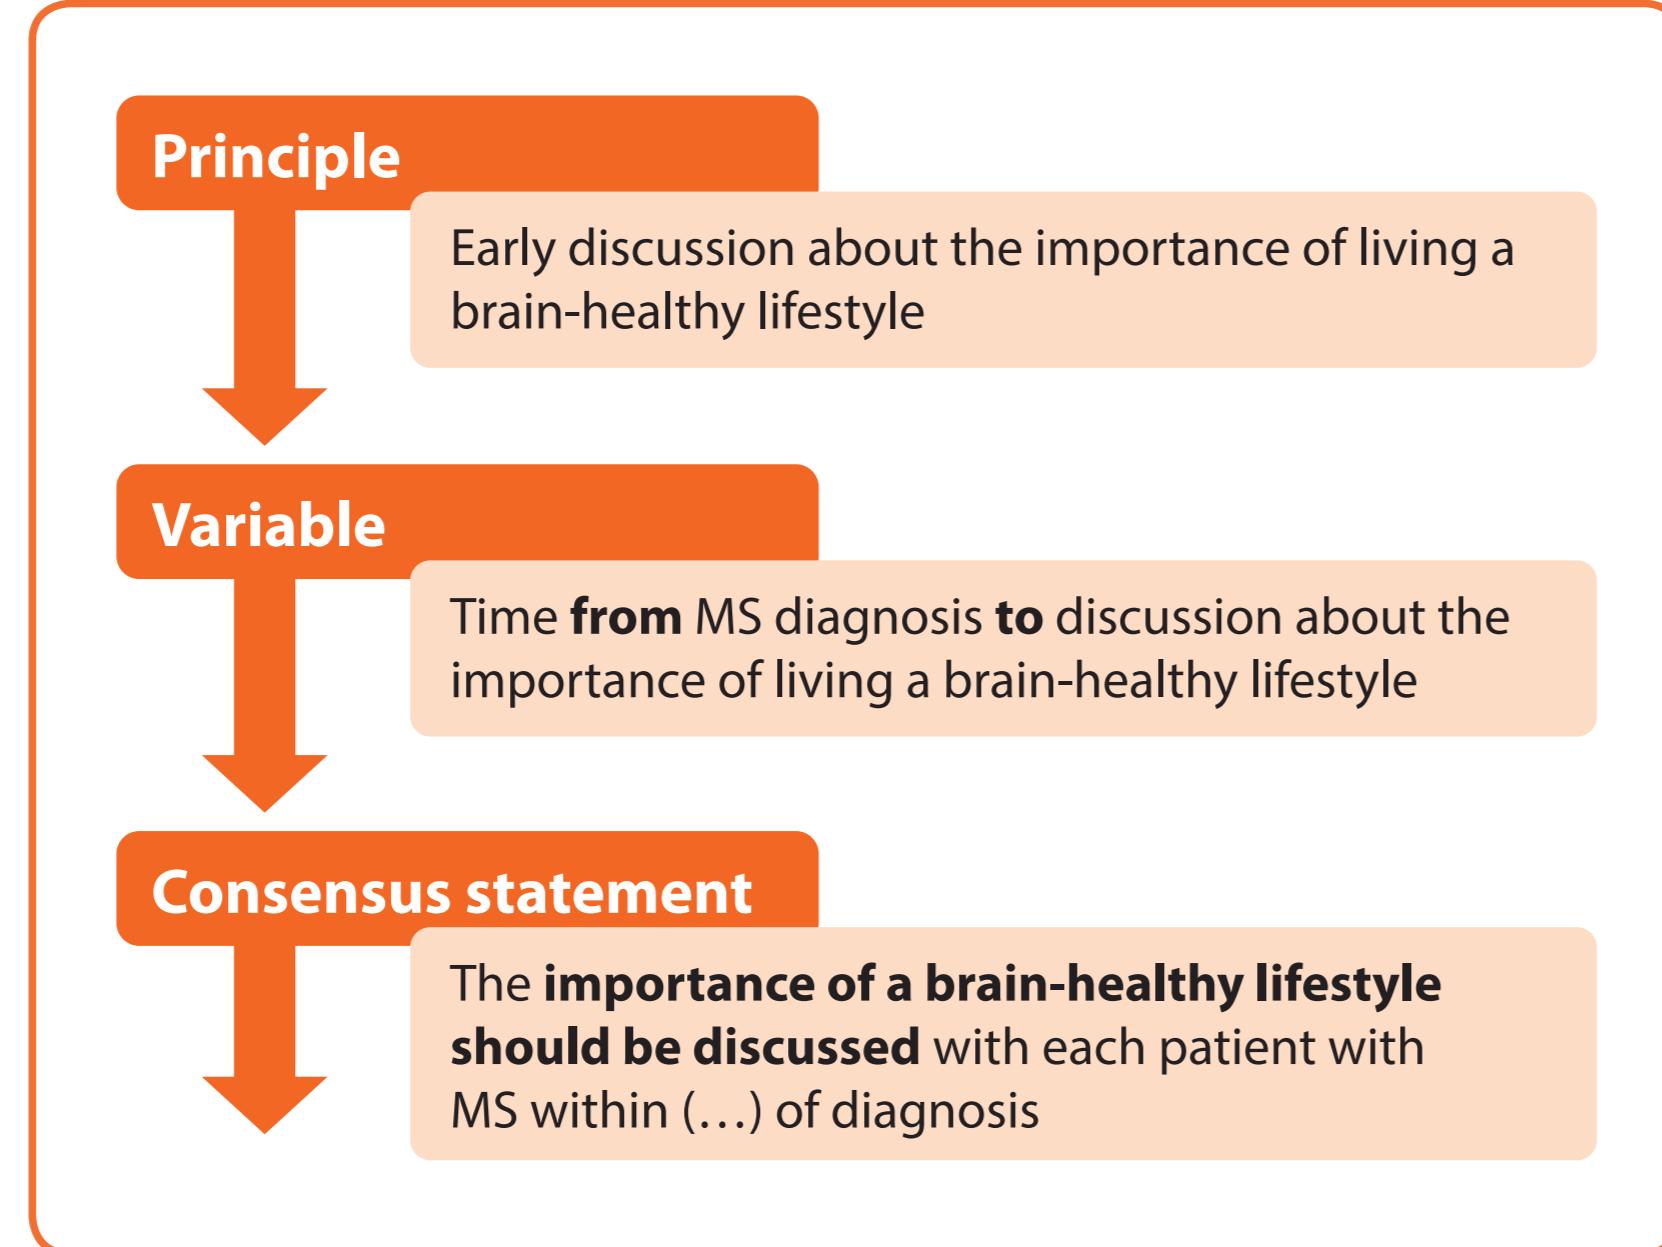 Principle
Early discussion about the importance of living a
brain-healthy lifestyle
Variable
Time from MS diagnosis to discussion about the
importance of living a brain-healthy lifestyle
Consensus statement
The importance of a brain-healthy lifestyle
should be discussed with each patient with
MS within (…) of diagnosis